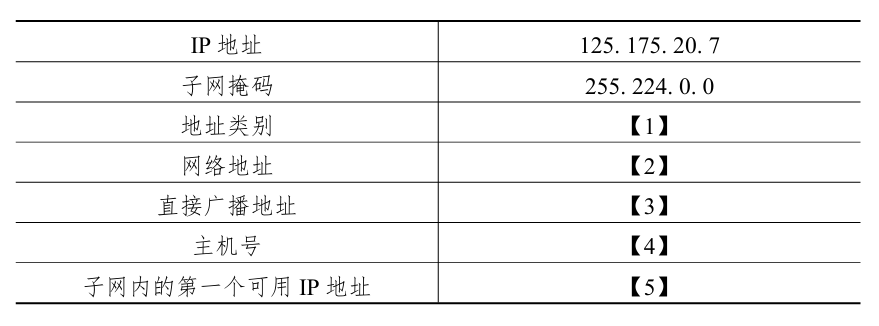 IP 地址 125. 175. 20. 7
子网掩码 255. 224. 0. 0
地址类别 【1】
网络地址 【2】
直接广播地址 【3】
主机号 【4】
子网内的第一个可用 IP 地址 【5】